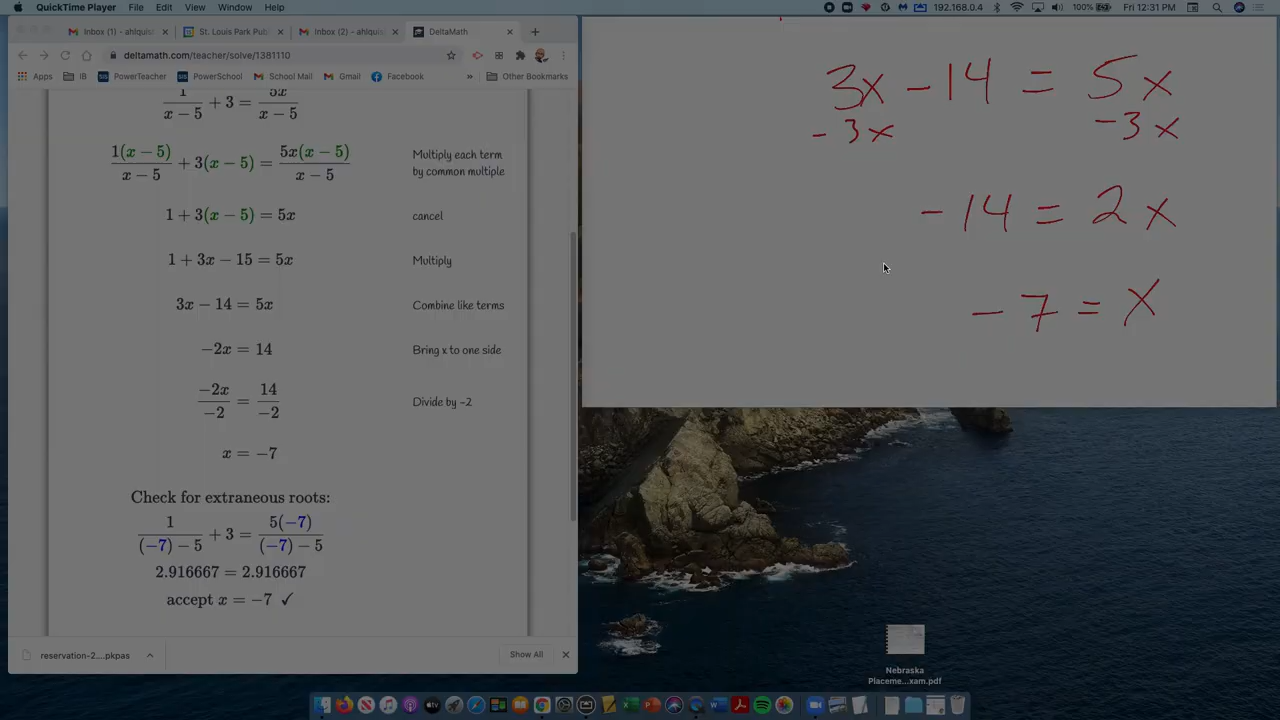 QuickTime Player File Edit View Window Help 192.168.0.4 100% Fri 12:31 PM
Inbox (1) - ahlquis St. Louis Park Pub Inbox (2) - ahlquis DeltaMath
deltamath.com/teacher/solve/1381110
Apps IB PowerTeacher PowerSchool School Mail Gmail Facebook » Other Bookmarks
1/(x − 5) + 3 = 5x/(x − 5)
1(x − 5)/(x − 5) + 3(x − 5) = 5x(x − 5)/(x − 5) Multiply each term
by common multiple
1 + 3(x − 5) = 5x cancel
1 + 3x − 15 = 5x Multiply
3x − 14 = 5x Combine like terms
−2x = 14 Bring x to one side
−2x/−2 = 14/−2 Divide by -2
x = −7
Check for extraneous roots:
1/((−7) − 5) + 3 = 5(−7)/((−7) − 5)
2.916667 = 2.916667
accept x = −7 ✓
reservation-2....pkpas Show All
3x − 14 = 5x
−3x −3x
−14 = 2x
−7 = x
Nebraska
Placeme...xam.pdf